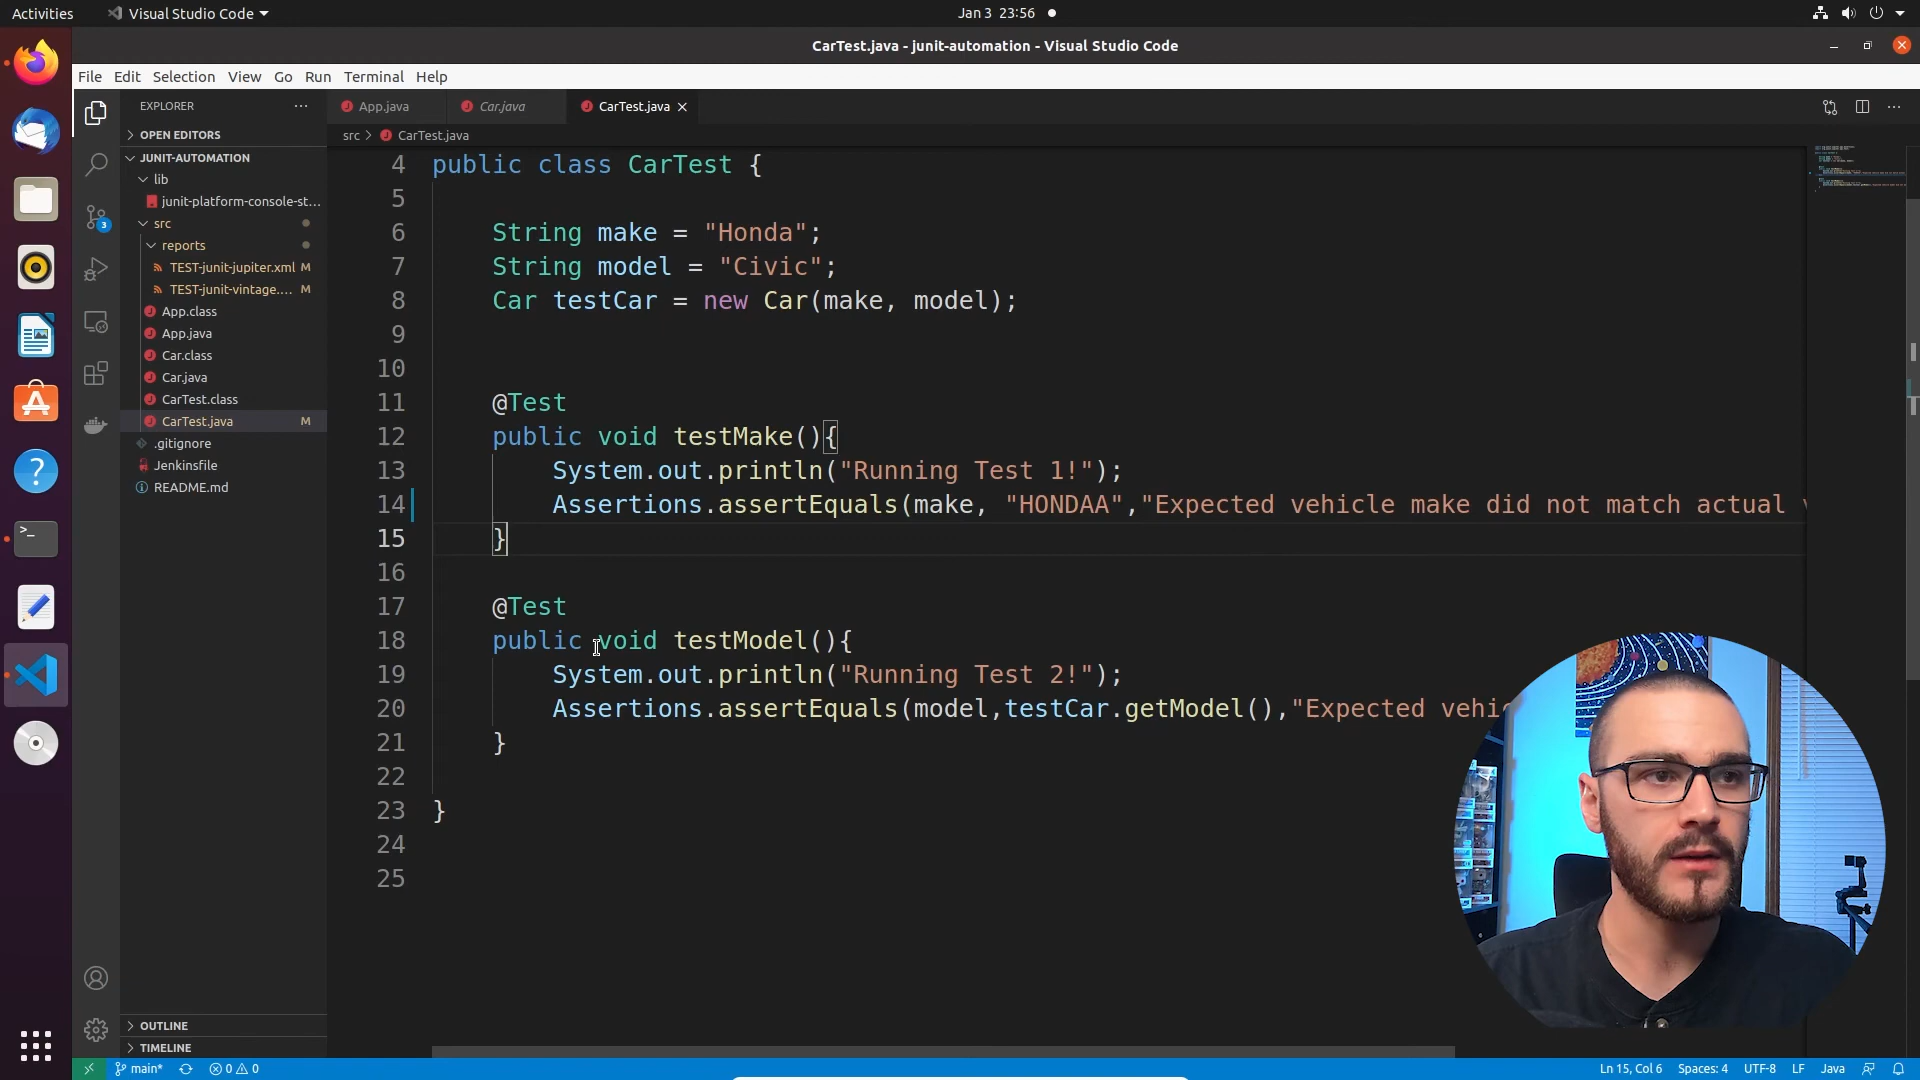 Activities
Visual Studio Code
Jan 3 23:56
CarTest.java - junit-automation - Visual Studio Code
File Edit Selection View Go Run Terminal Help
EXPLORER
App.java
Car.java
CarTest.java
OPEN EDITORS
src > CarTest.java
JUNIT-AUTOMATION
lib
junit-platform-console-st...
src
reports
TEST-junit-jupiter.xml M
TEST-junit-vintage.... M
App.class
App.java
Car.class
Car.java
CarTest.class
CarTest.java M
.gitignore
Jenkinsfile
README.md
OUTLINE
TIMELINE
3
4 public class CarTest {
5
6 String make = "Honda";
7 String model = "Civic";
8 Car testCar = new Car(make, model);
9
10
11 @Test
12 public void testMake(){
13 System.out.println("Running Test 1!");
14 Assertions.assertEquals(make, "HONDAA","Expected vehicle make did not match actual v
15 }
16
17 @Test
18 public void testModel(){
19 System.out.println("Running Test 2!");
20 Assertions.assertEquals(model,testCar.getModel(),"Expected vehic
21 }
22
23 }
24
25
main* 0 0
Ln 15, Col 6 Spaces: 4 UTF-8 LF Java